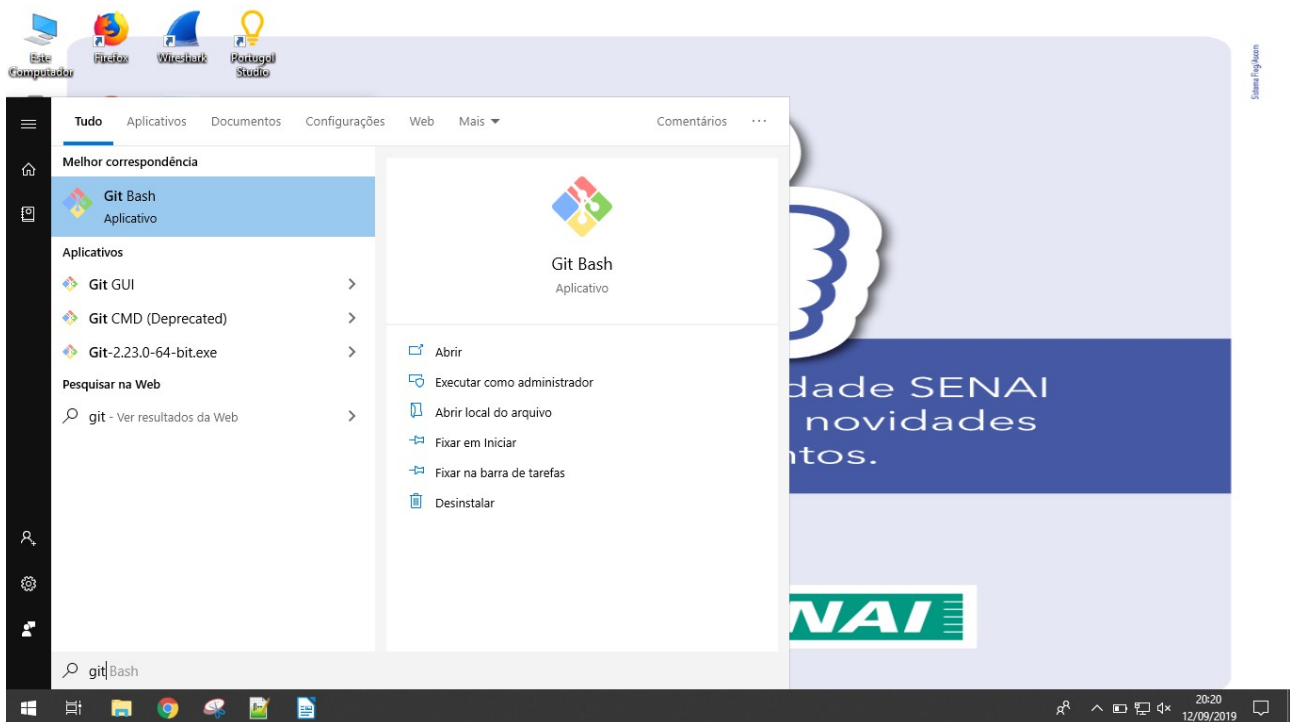 Este
Computador
Firefox
Wireshark
Portugol
Studio
Sistema Fiog/Ascom
Tudo
Aplicativos
Documentos
Configurações
Web
Mais
Comentários
...
Melhor correspondência
Git Bash
Aplicativo
Aplicativos
Git GUI
Git CMD (Deprecated)
Git-2.23.0-64-bit.exe
Pesquisar na Web
git - Ver resultados da Web
Git Bash
Aplicativo
Abrir
Executar como administrador
Abrir local do arquivo
Fixar em Iniciar
Fixar na barra de tarefas
Desinstalar
dade SENAI
novidades
ntos.
NAI
git Bash
20:20
12/09/2019